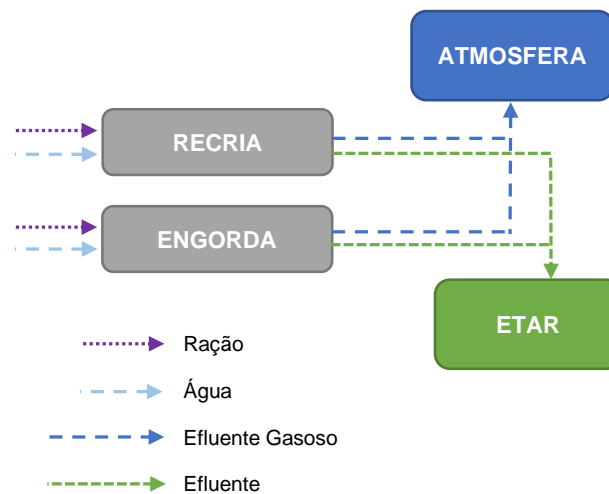 ATMOSFERA
RECRIA
ENGORDA
ETAR
Ração
Água
Efluente Gasoso
Efluente